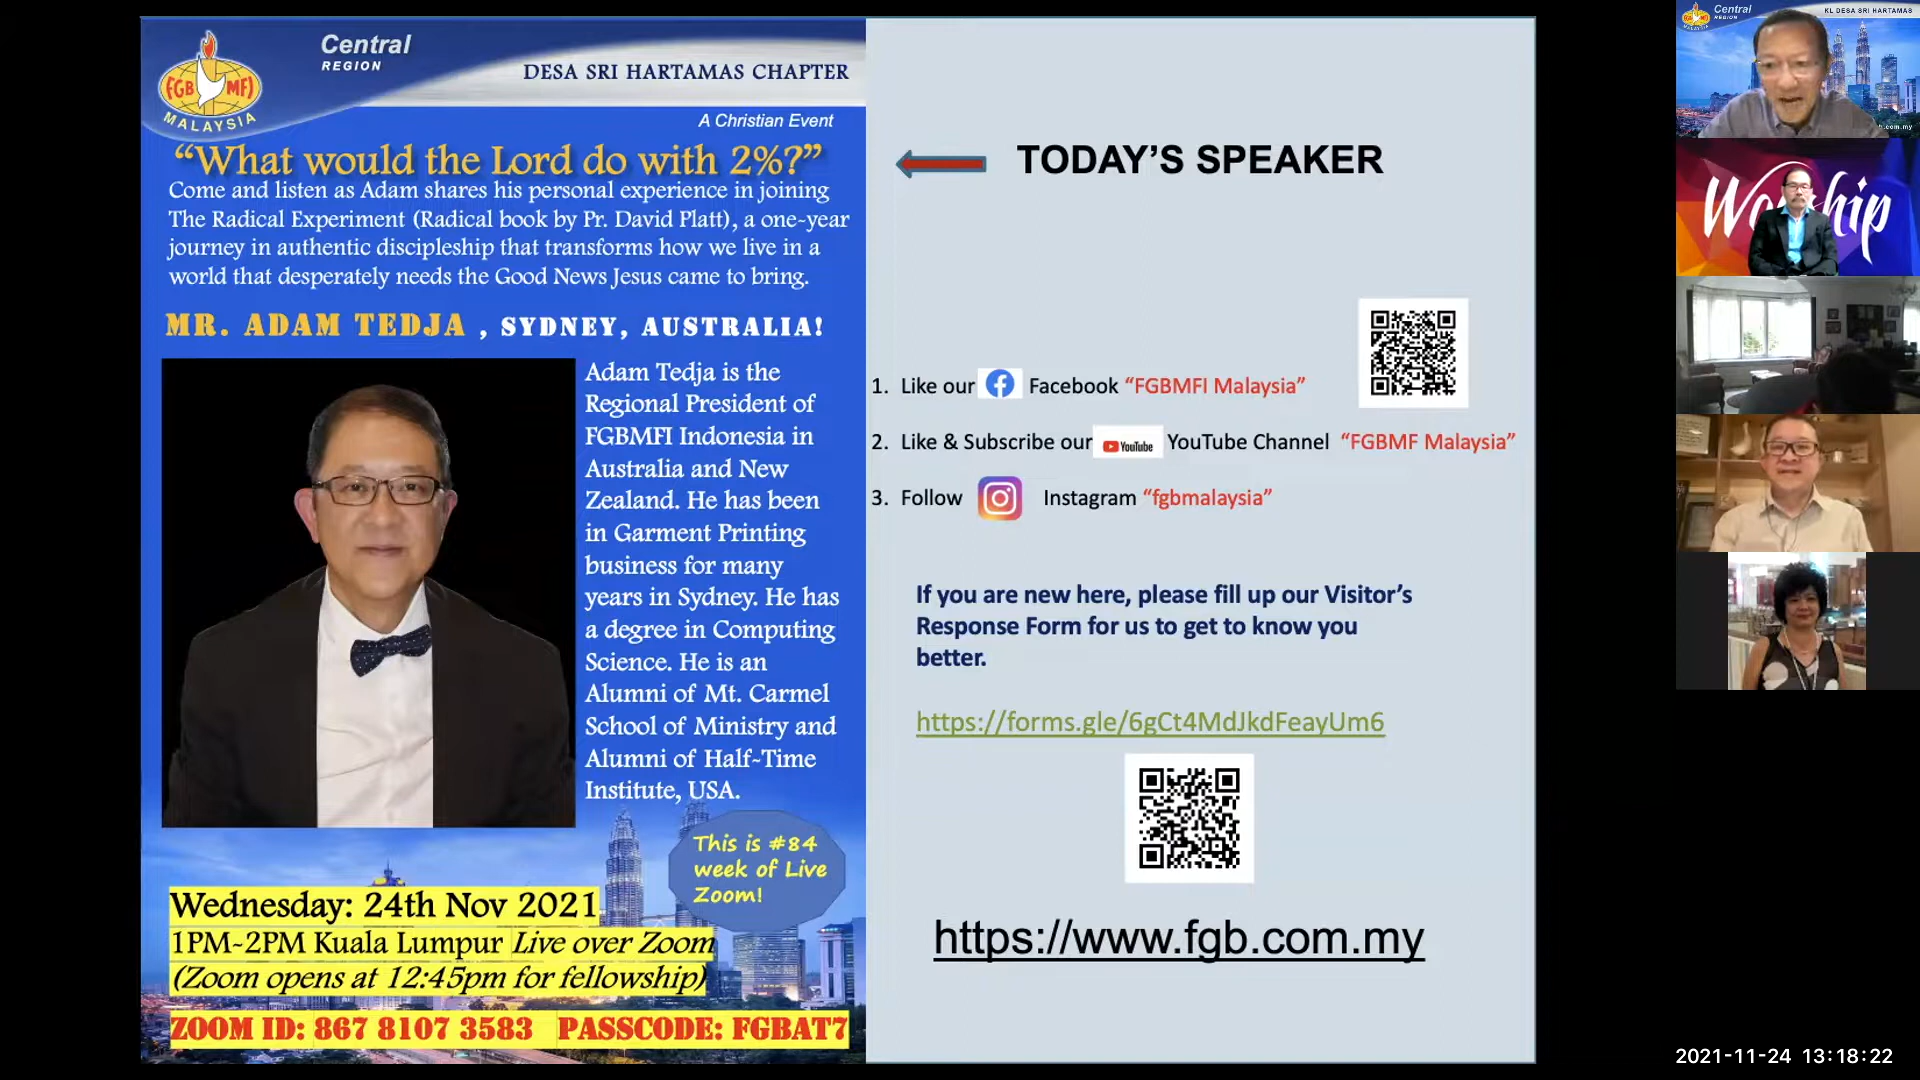 FGB MFI
MALAYSIA
Central
REGION
DESA SRI HARTAMAS CHAPTER
A Christian Event
“What would the Lord do with 2%?”
Come and listen as Adam shares his personal experience in joining
The Radical Experiment (Radical book by Pr. David Platt), a one-year
journey in authentic discipleship that transforms how we live in a
world that desperately needs the Good News Jesus came to bring.
MR. ADAM TEDJA , SYDNEY, AUSTRALIA!
Adam Tedja is the
Regional President of
FGBMFI Indonesia in
Australia and New
Zealand. He has been
in Garment Printing
business for many
years in Sydney. He has
a degree in Computing
Science. He is an
Alumni of Mt. Carmel
School of Ministry and
Alumni of Half-Time
Institute, USA.
This is #84
week of Live
Zoom!
Wednesday: 24th Nov 2021
1PM-2PM Kuala Lumpur Live over Zoom
(Zoom opens at 12:45pm for fellowship)
ZOOM ID: 867 8107 3583 PASSCODE: FGBAT7
TODAY’S SPEAKER
1. Like our Facebook “FGBMFI Malaysia”
2. Like & Subscribe our YouTube YouTube Channel “FGBMF Malaysia”
3. Follow Instagram “fgbmalaysia”
If you are new here, please fill up our Visitor’s
Response Form for us to get to know you
better.
https://forms.gle/6gCt4MdJkdFeayUm6
https://www.fgb.com.my
Central
REGION
KL DESA SRI HARTAMAS
MALAYSIA
.com.my
Worship
2021-11-24 13:18:22